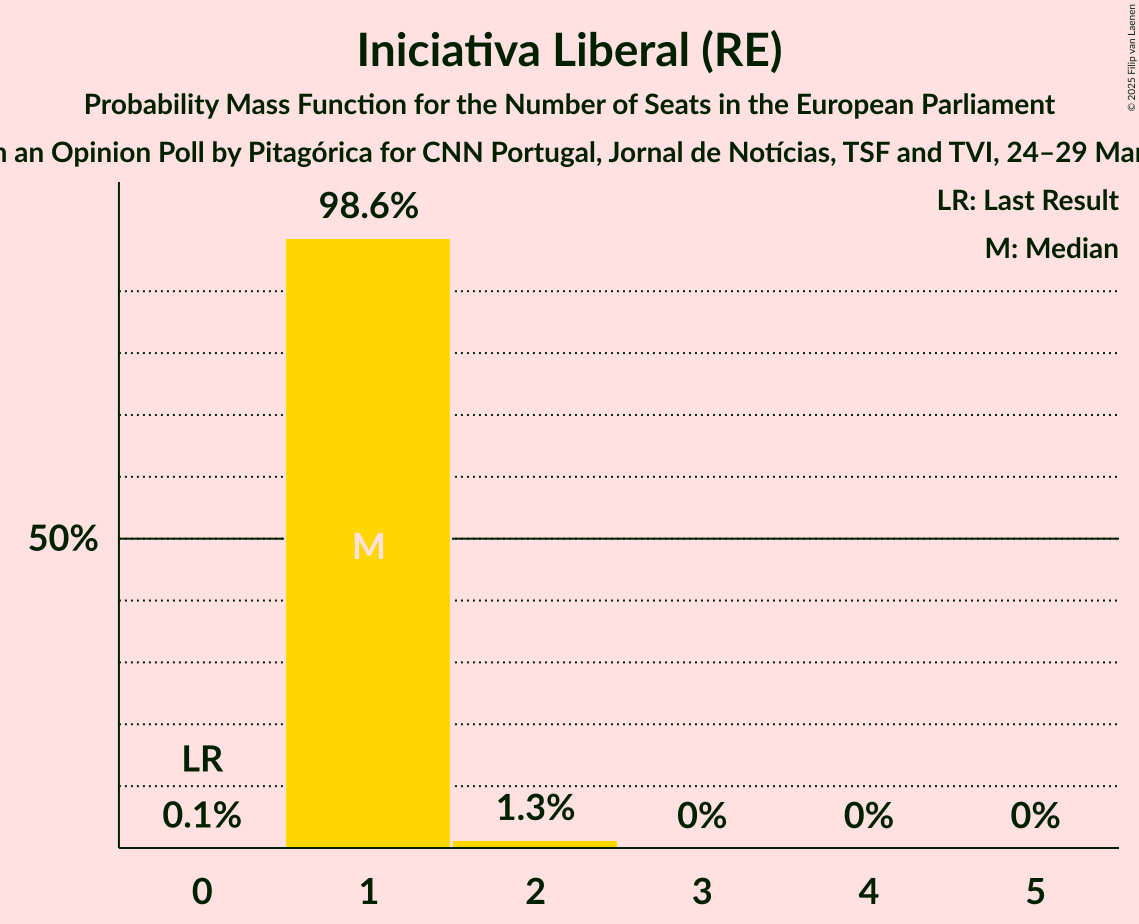 Iniciativa Liberal (RE)
Probability Mass Function for the Number of Seats in the European Parliament
an Opinion Poll by Pitagórica for CNN Portugal, Jornal de Notícias, TSF and TVI, 24–29
© 2025 Filip van Laenen
LR: Last Result
M: Median
98.6%
50%
M
LR
0.1%
1.3%
0%
0%
0%
0
1
2
3
4
5